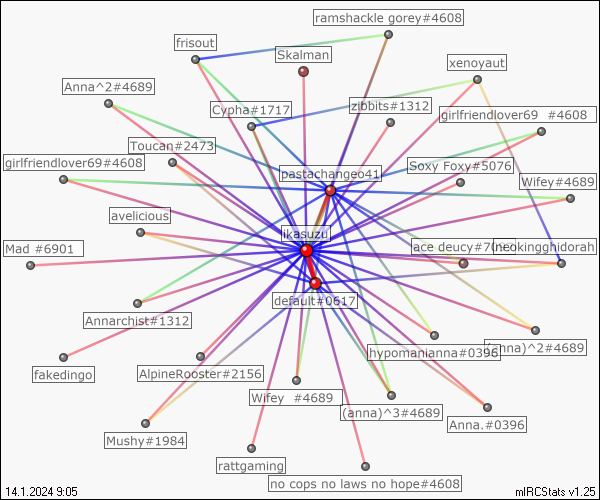 ramshackle gorey#4608
frisout
Skalman
xenoyaut
Anna^2#4689
Cypha#1717
zibbits#1312
girlfriendlover69 #4608
Toucan#2473
girlfriendlover69#4608
pastachangeo41
Soxy Foxy#5076
Wifey#4689
avelicious
ikasuzu
Mad #6901
ace deucy#7
neokingghidorah
default#0617
Annarchist#1312
hypomanianna#0396
(anna)^2#4689
fakedingo
AlpineRooster#2156
Wifey #4689
(anna)^3#4689
Anna.#0396
Mushy#1984
rattgaming
no cops no laws no hope#4608
14.1.2024 9:05
mIRCStats v1.25